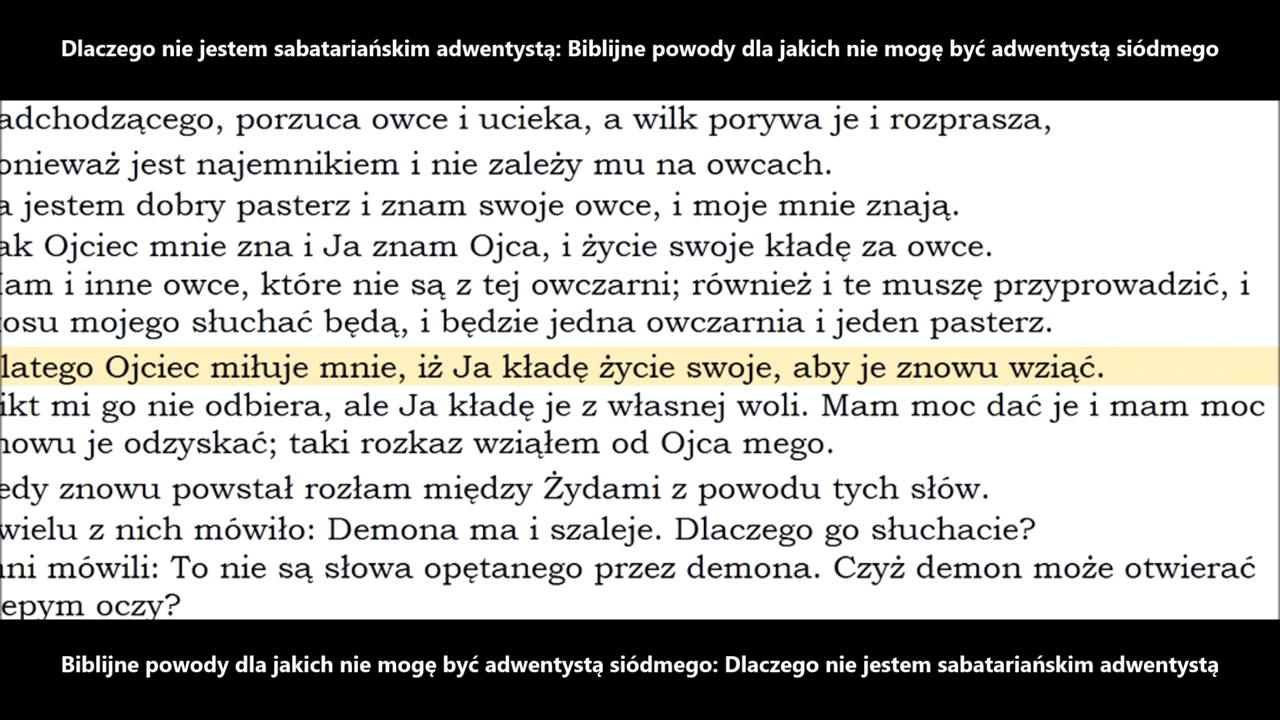 Dlaczego nie jestem sabatariańskim adwentystą: Biblijne powody dla jakich nie mogę być adwentystą siódmego
adchodzącego, porzuca owce i ucieka, a wilk porywa je i rozprasza,
onieważ jest najemnikiem i nie zależy mu na owcach.
a jestem dobry pasterz i znam swoje owce, i moje mnie znają.
ak Ojciec mnie zna i Ja znam Ojca, i życie swoje kładę za owce.
am i inne owce, które nie są z tej owczarni; również i te muszę przyprowadzić, i
osu mojego słuchać będą, i będzie jedna owczarnia i jeden pasterz.
latego Ojciec miłuje mnie, iż Ja kładę życie swoje, aby je znowu wziąć.
ikt mi go nie odbiera, ale Ja kładę je z własnej woli. Mam moc dać je i mam moc
nowu je odzyskać; taki rozkaz wziąłem od Ojca mego.
edy znowu powstał rozłam między Żydami z powodu tych słów.
wielu z nich mówiło: Demona ma i szaleje. Dlaczego go słuchacie?
ni mówili: To nie są słowa opętanego przez demona. Czyż demon może otwierać
epym oczy?
Biblijne powody dla jakich nie mogę być adwentystą siódmego: Dlaczego nie jestem sabatariańskim adwentystą